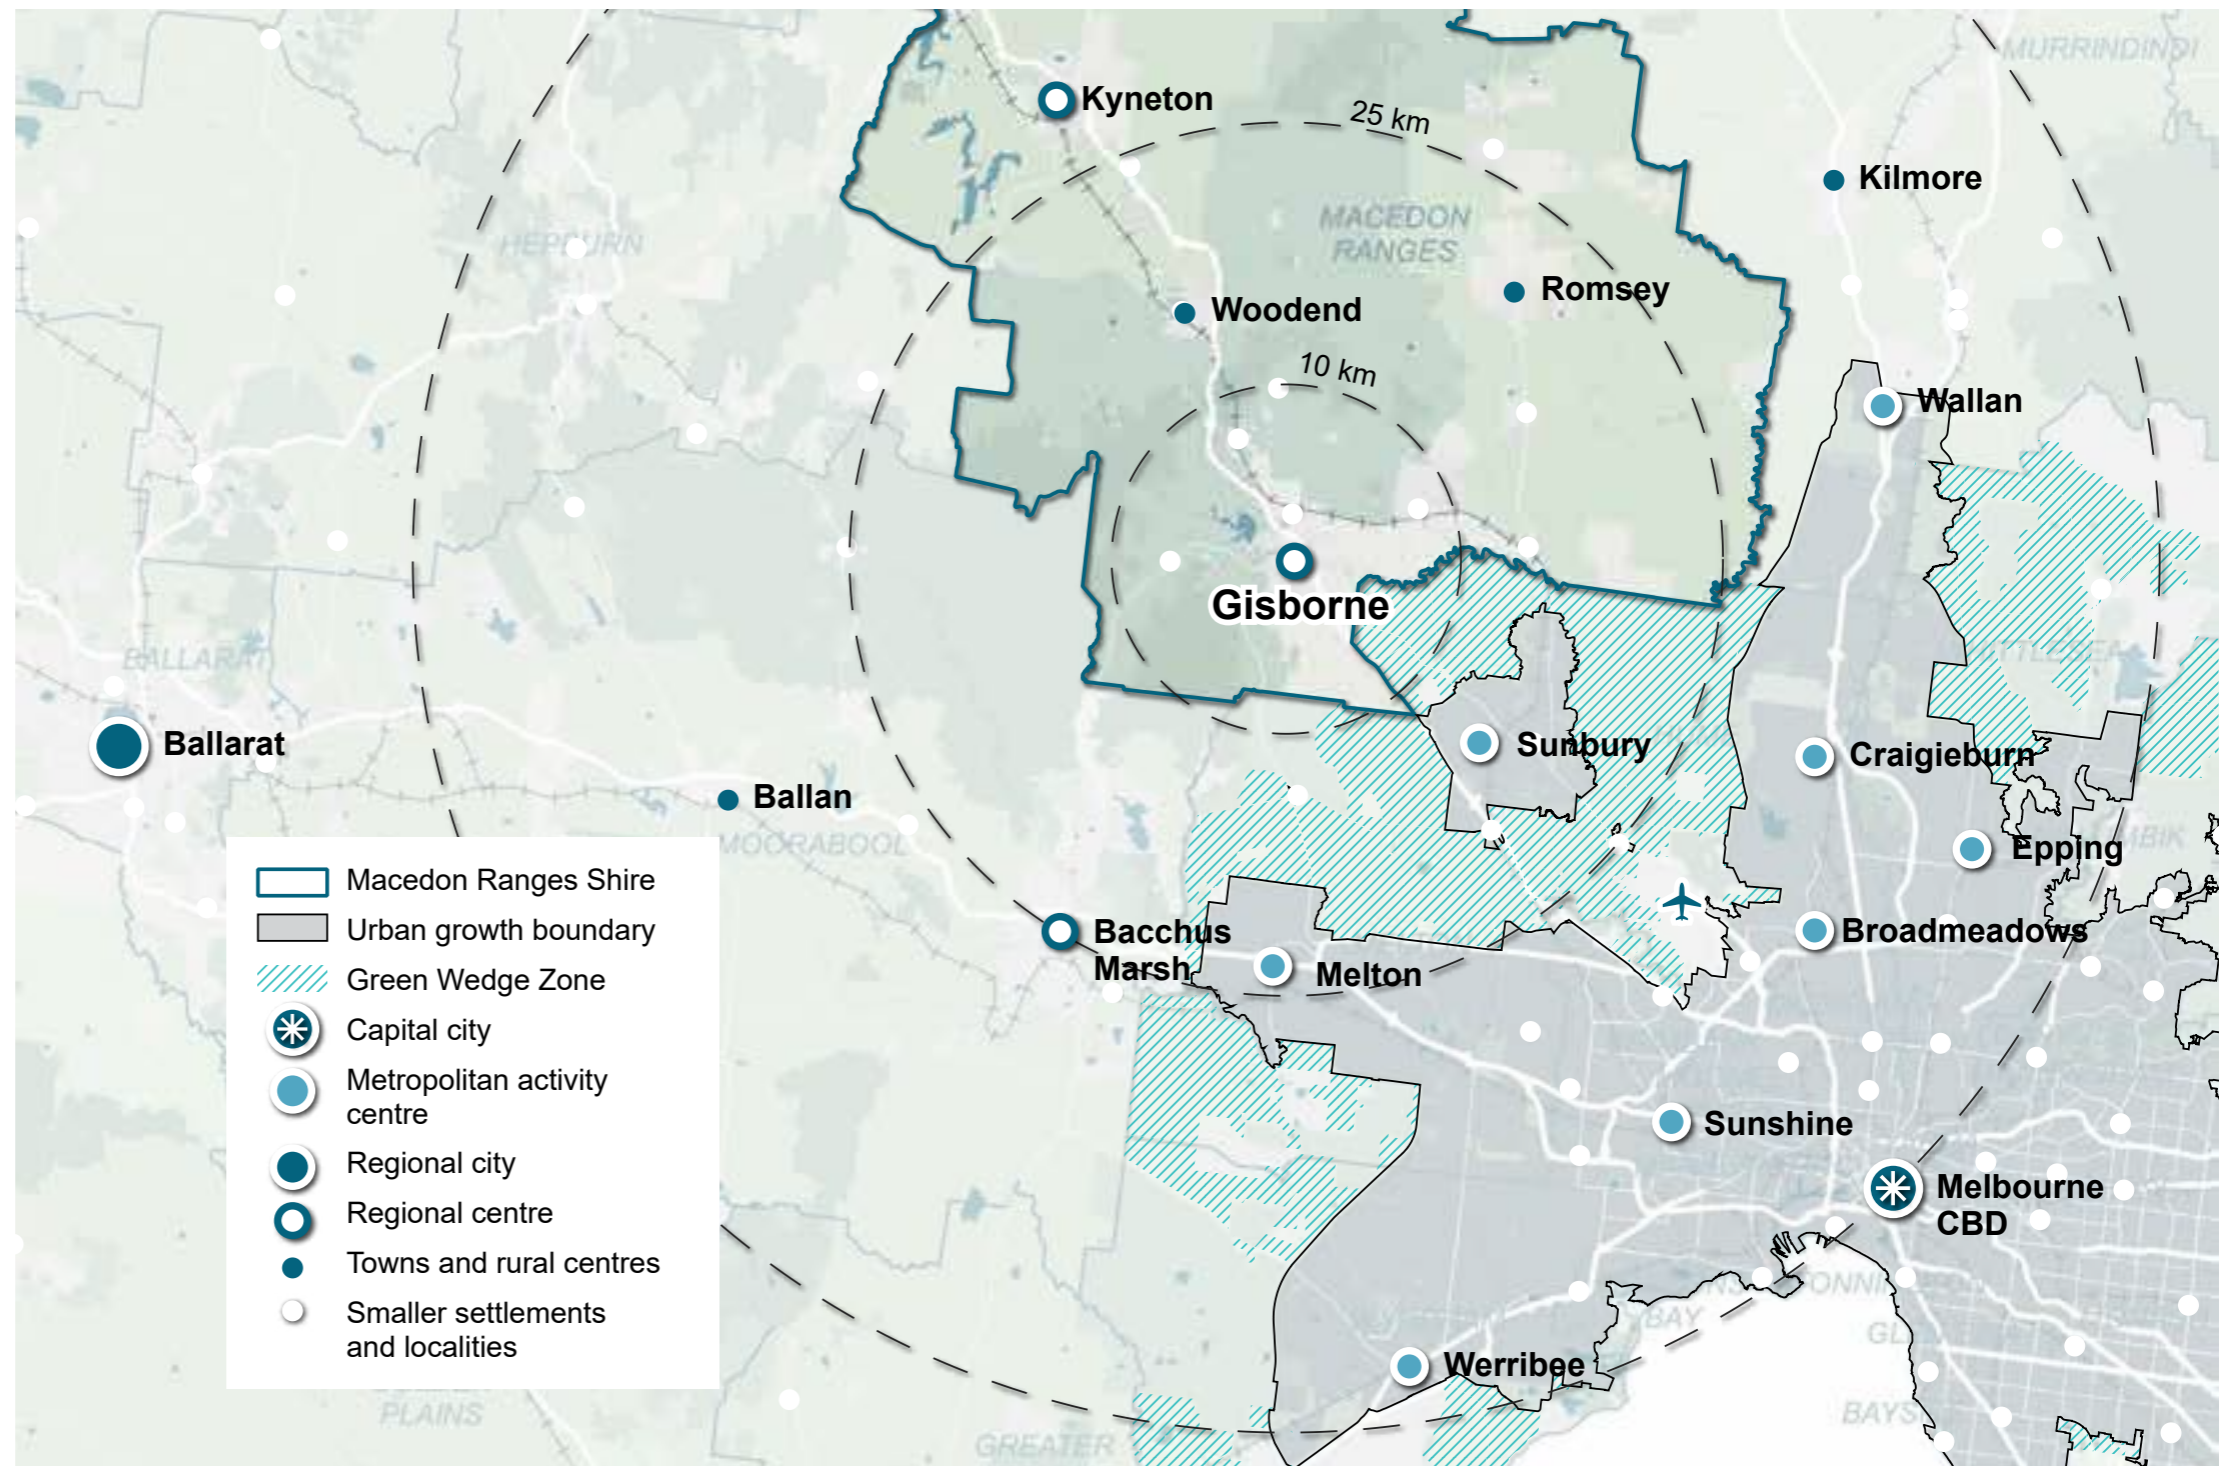 MURRINDINDI
Kyneton
25 km
Kilmore
MACEDON
RANGES
HEPBURN
Romsey
Woodend
10 km
Wallan
Gisborne
BALLARAT
Ballarat
Sunbury
Craigieburn
Ballan
MOORABOOL
Epping
Bacchus
Marsh
Broadmeadows
Melton
Sunshine
Melbourne
CBD
BAY
Werribee
BAYS
PLAINS
GREATER
Macedon Ranges Shire
Urban growth boundary
Green Wedge Zone
Capital city
Metropolitan activity
centre
Regional city
Regional centre
Towns and rural centres
Smaller settlements
and localities